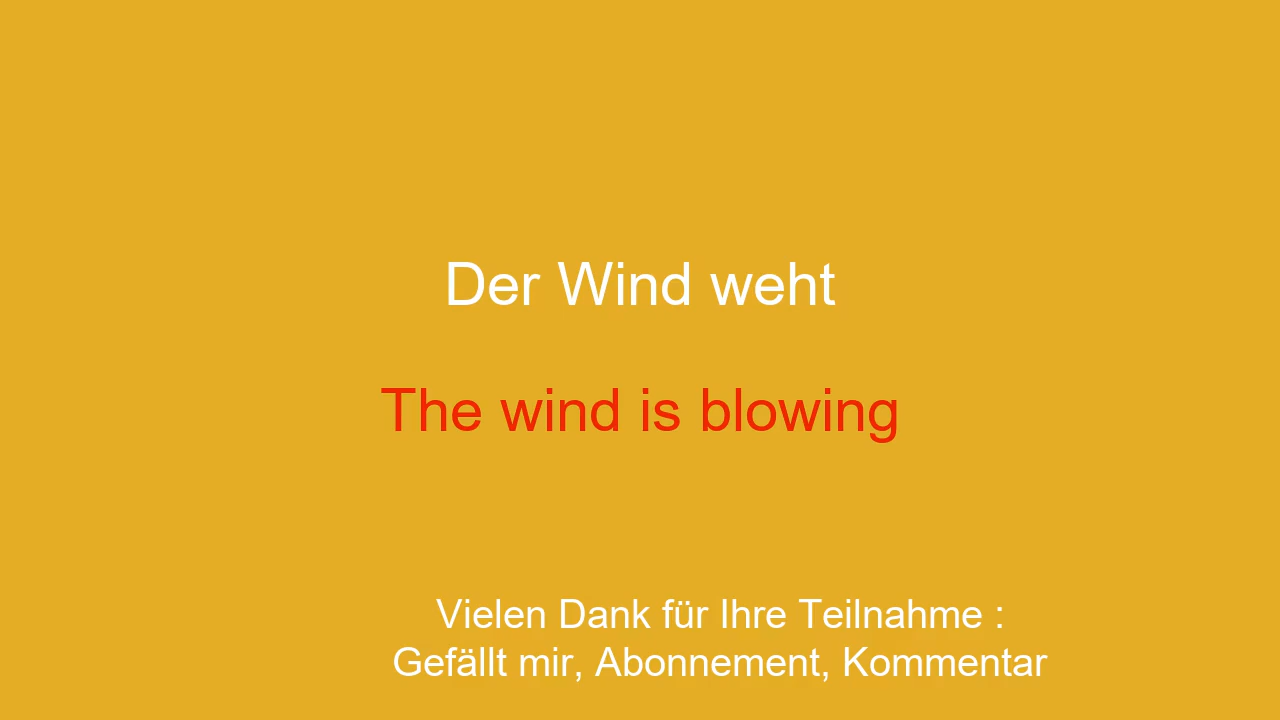 Der Wind weht
The wind is blowing
Vielen Dank für Ihre Teilnahme :
Gefällt mir, Abonnement, Kommentar